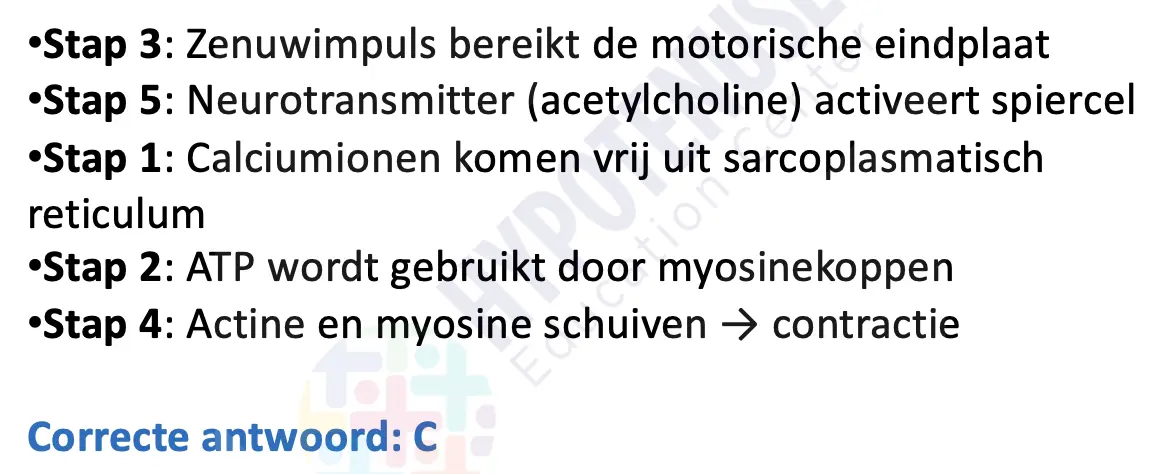 •Stap 3: Zenuwimpuls bereikt de motorische eindplaat
•Stap 5: Neurotransmitter (acetylcholine) activeert spiercel
•Stap 1: Calciumionen komen vrij uit sarcoplasmatisch
reticulum
•Stap 2: ATP wordt gebruikt door myosinekoppen
•Stap 4: Actine en myosine schuiven → contractie
Correcte antwoord: C
HYPOTENUSE
Education Center